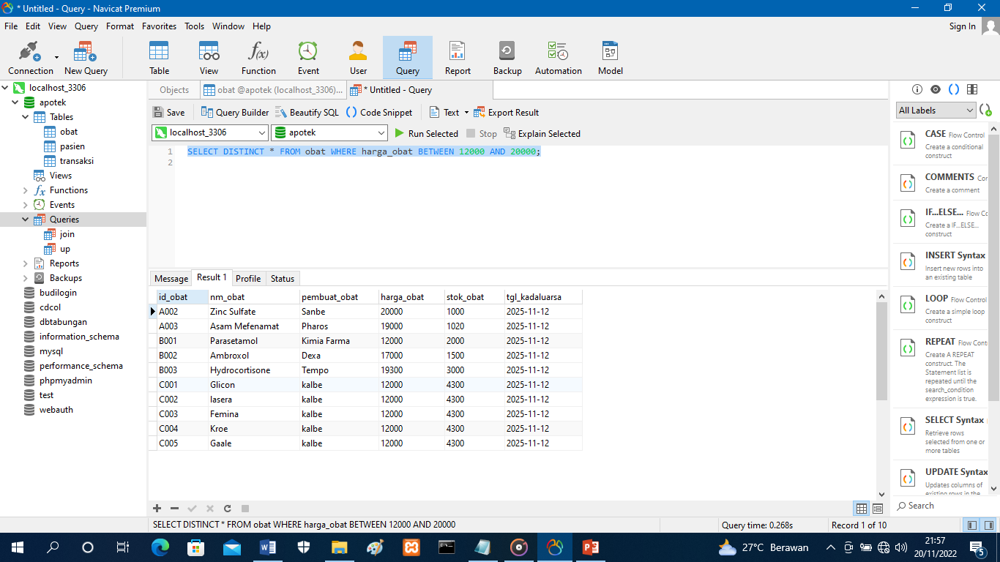 * Untitled - Query - Navicat Premium
File Edit View Query Format Favorites Tools Window Help Sign In
Connection New Query Table View Function Event User Query Report Backup Automation Model
localhost_3306
apotek
Tables
obat
pasien
transaksi
Views
Functions
Events
Queries
join
up
Reports
Backups
budilogin
cdcol
dbtabungan
information_schema
mysql
performance_schema
phpmyadmin
test
webauth
Objects obat @apotek (localhost_3306)... * Untitled - Query
Save Query Builder Beautify SQL Code Snippet Text Export Result
localhost_3306 apotek Run Selected Stop Explain Selected
1 SELECT DISTINCT * FROM obat WHERE harga_obat BETWEEN 12000 AND 20000;
2
Message Result 1 Profile Status
id_obat nm_obat pembuat_obat harga_obat stok_obat tgl_kadaluarsa
A002 Zinc Sulfate Sanbe 20000 1000 2025-11-12
A003 Asam Mefenamat Pharos 19000 1020 2025-11-12
B001 Parasetamol Kimia Farma 12000 2000 2025-11-12
B002 Ambroxol Dexa 17000 1500 2025-11-12
B003 Hydrocortisone Tempo 19300 3000 2025-11-12
C001 Glicon kalbe 12000 4300 2025-11-12
C002 lasera kalbe 12000 4300 2025-11-12
C003 Femina kalbe 12000 4300 2025-11-12
C004 Kroe kalbe 12000 4300 2025-11-12
C005 Gaale kalbe 12000 4300 2025-11-12
All Labels
CASE Flow Control
Create a conditional
construct
COMMENTS Cor
Create a comment
IF...ELSE... Flow Cc
Create a IF...ELSE...
construct
INSERT Syntax
Insert new rows into
an existing table
LOOP Flow Control
Create a simple loop
construct
REPEAT Flow Cont
Create A REPEAT
construct. The
Statement list is
repeated until the
search_condition
expression is true.
SELECT Syntax
Retrieve rows
selected from one or
more tables
UPDATE Syntax
Updates columns of
existing rows in the
Search
SELECT DISTINCT * FROM obat WHERE harga_obat BETWEEN 12000 AND 20000 Query time: 0.268s Record 1 of 10
27°C Berawan 21:57
20/11/2022
5